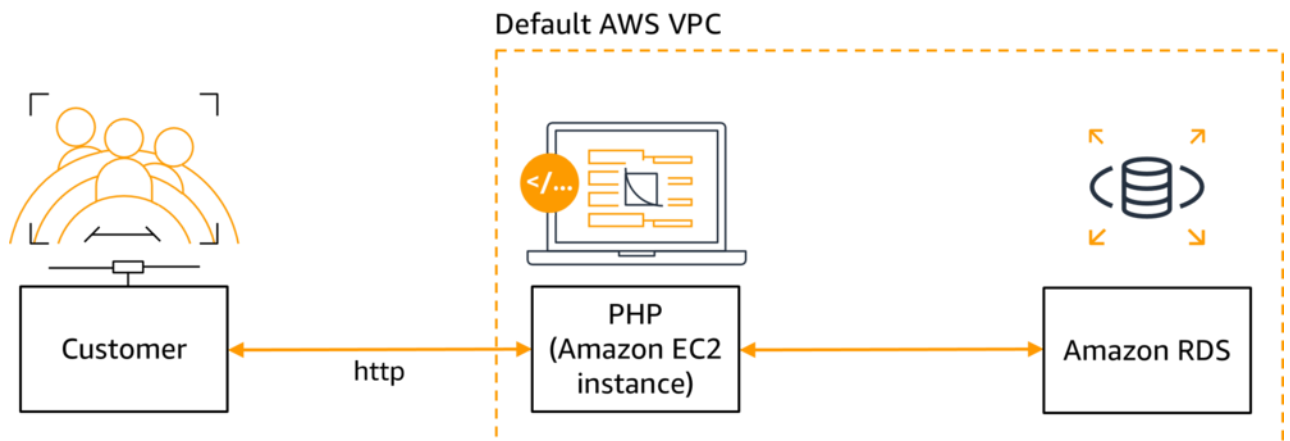 Default AWS VPC
</...
Customer
http
PHP
(Amazon EC2
instance)
Amazon RDS